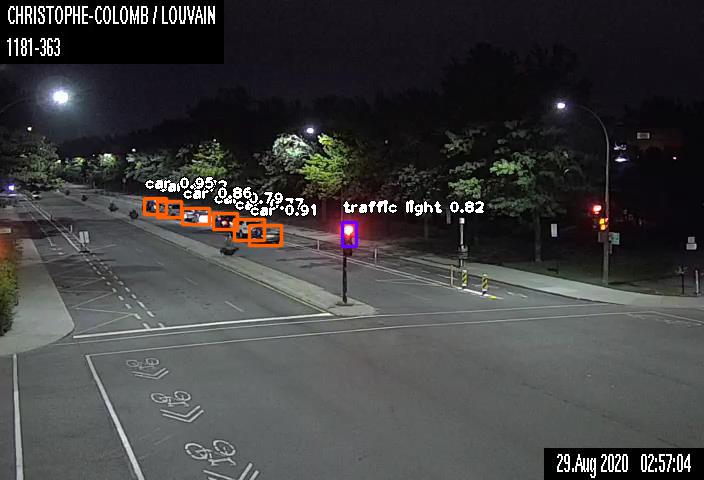 CHRISTOPHE-COLOMB / LOUVAIN
1181-363
car 0.95
car 0.86
car 0.91
traffic light 0.82
29.Aug 2020 02:57:04